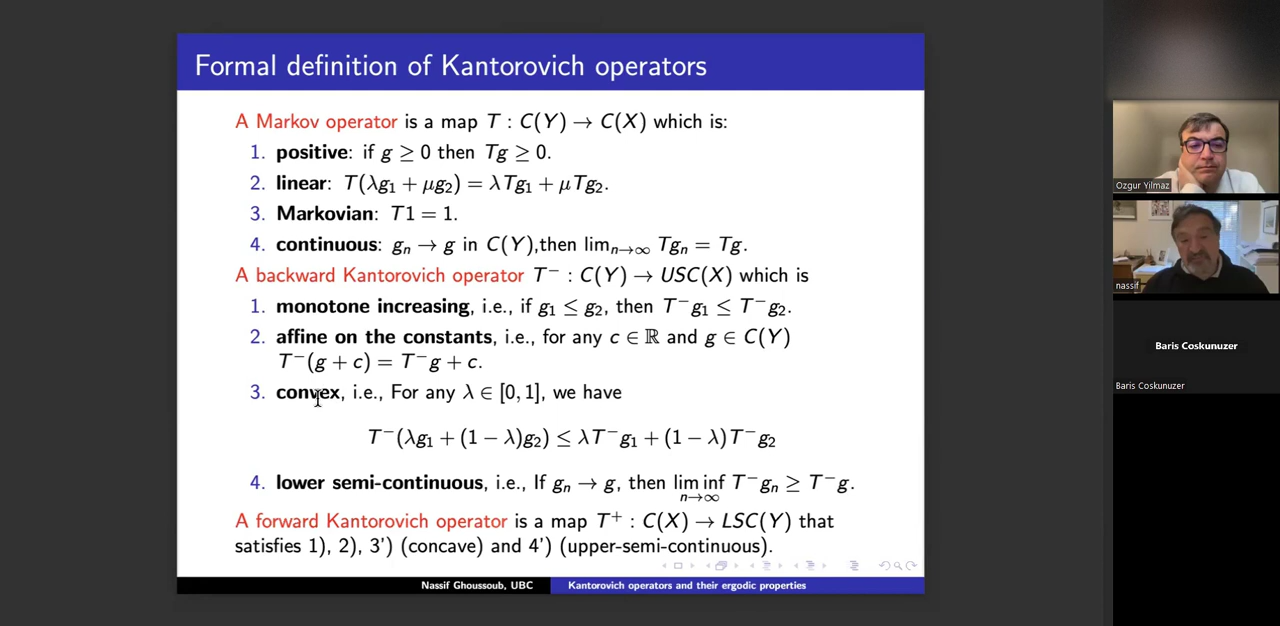 Formal definition of Kantorovich operators
A Markov operator is a map T : C(Y) → C(X) which is:
1. positive: if g ≥ 0 then Tg ≥ 0.
2. linear: T(λg₁ + μg₂) = λTg₁ + μTg₂.
3. Markovian: T1 = 1.
4. continuous: gₙ → g in C(Y),then limₙ→∞ Tgₙ = Tg.
A backward Kantorovich operator T⁻ : C(Y) → USC(X) which is
1. monotone increasing, i.e., if g₁ ≤ g₂, then T⁻g₁ ≤ T⁻g₂.
2. affine on the constants, i.e., for any c ∈ ℝ and g ∈ C(Y)
T⁻(g + c) = T⁻g + c.
3. convex, i.e., For any λ ∈ [0, 1], we have
T⁻(λg₁ + (1 − λ)g₂) ≤ λT⁻g₁ + (1 − λ)T⁻g₂
4. lower semi-continuous, i.e., If gₙ → g, then lim inf n→∞ T⁻gₙ ≥ T⁻g.
A forward Kantorovich operator is a map T⁺ : C(X) → LSC(Y) that
satisfies 1), 2), 3') (concave) and 4') (upper-semi-continuous).
Nassif Ghoussoub, UBC
Kantorovich operators and their ergodic properties
Ozgur Yilmaz
nassif
Baris Coskunuzer
Baris Coskunuzer